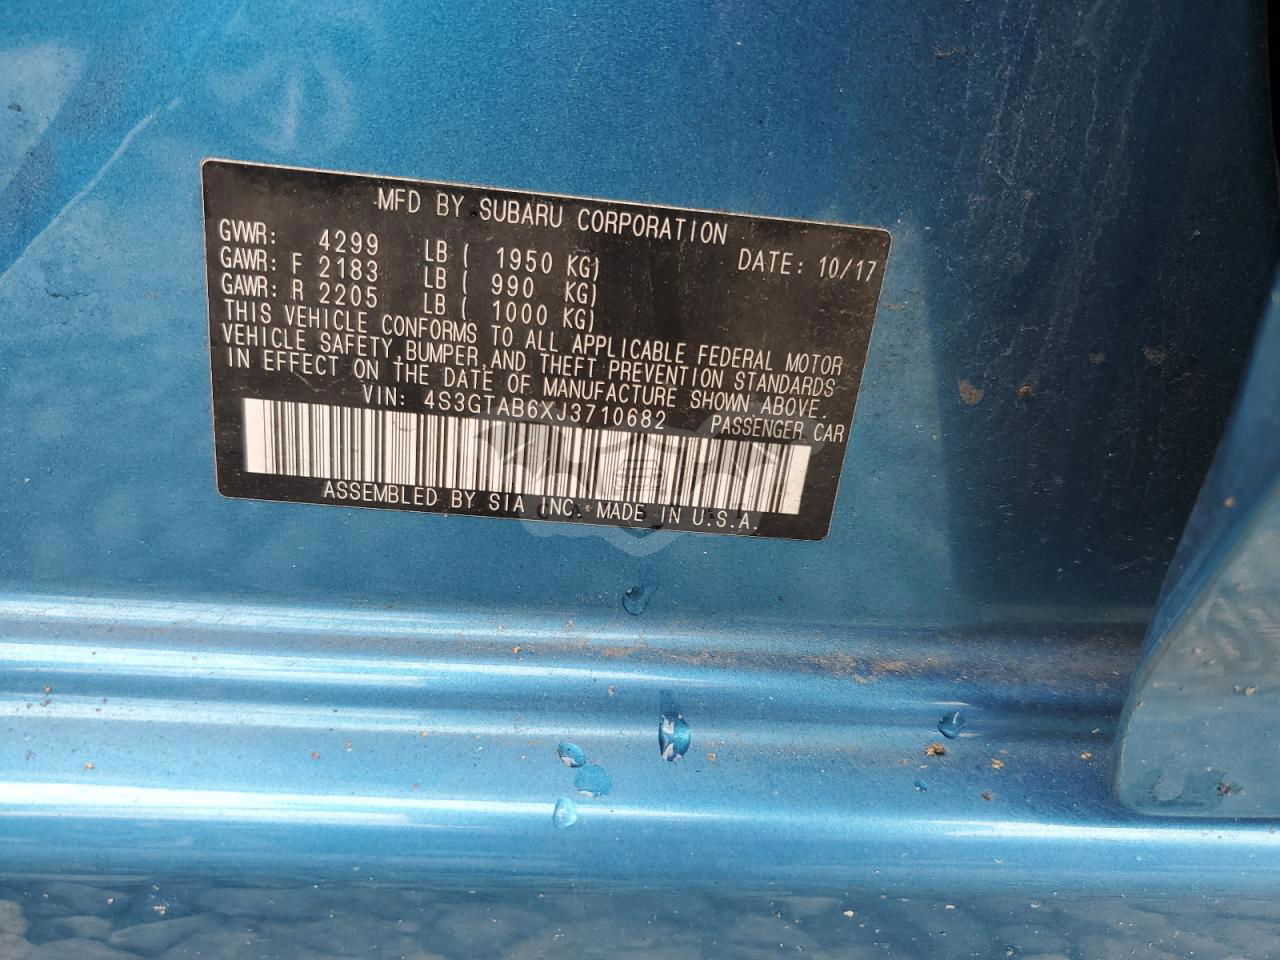 MFD BY SUBARU CORPORATION
GVWR: 4299 LB ( 1950 KG) DATE: 10/17
GAWR: F 2183 LB ( 990 KG)
GAWR: R 2205 LB ( 1000 KG)
THIS VEHICLE CONFORMS TO ALL APPLICABLE FEDERAL MOTOR
VEHICLE SAFETY,BUMPER,AND THEFT PREVENTION STANDARDS
IN EFFECT ON THE DATE OF MANUFACTURE SHOWN ABOVE.
VIN: 4S3GTAB6XJ3710682 PASSENGER CAR
ASSEMBLED BY SIA INC. MADE IN U.S.A.